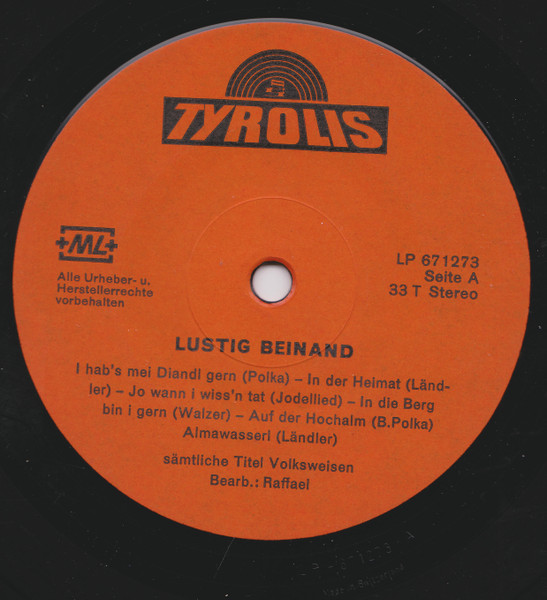 TYROLIS
+ML+
Alle Urheber- u.
Herstellerrechte
vorbehalten
LP 671273
Seite A
33 T Stereo
LUSTIG BEINAND
I hab's mei Diandl gern (Polka) – In der Heimat (Länd-
ler) – Jo wann i wiss'n tat (Jodellied) – In die Berg
bin i gern (Walzer) – Auf der Hochalm (B.Polka)
Almawasserl (Ländler)
sämtliche Titel Volksweisen
Bearb.: Raffael